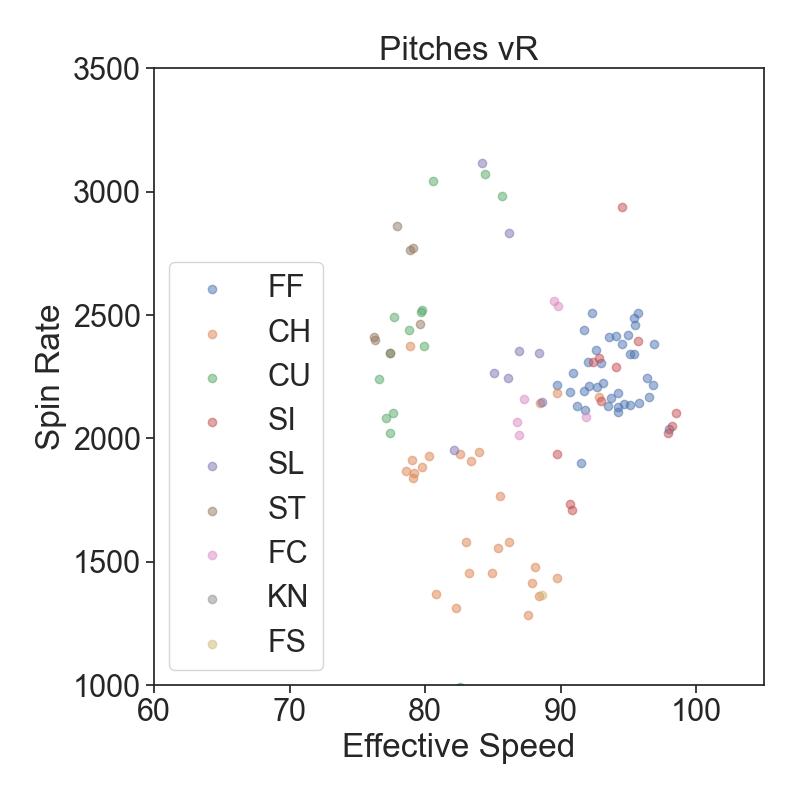 Pitches vR
3500
3000
2500
2000
1500
1000
Spin Rate
FF
CH
CU
SI
SL
ST
FC
KN
FS
60 70 80 90 100
Effective Speed